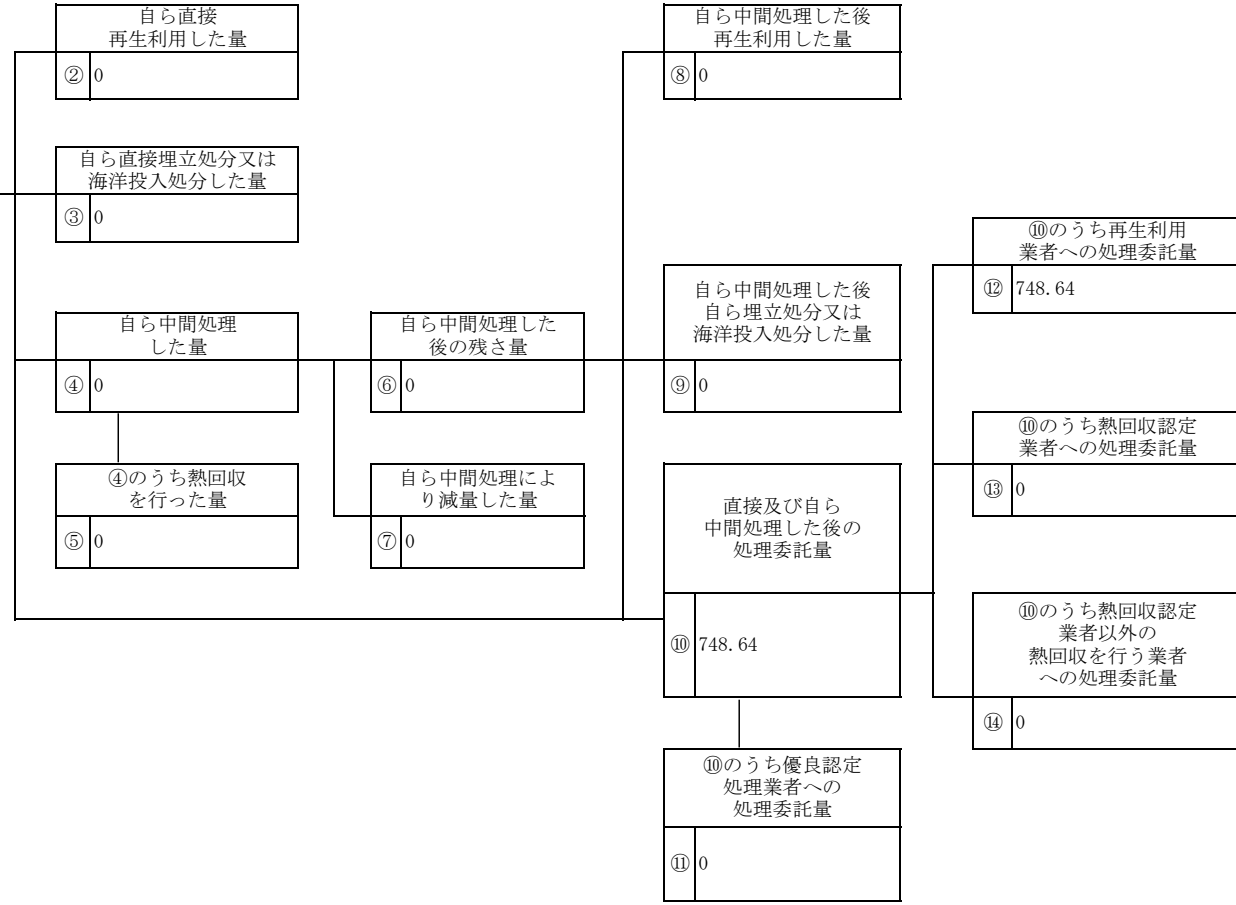 自ら直接
再生利用した量
② 0
自ら中間処理した後
再生利用した量
⑧ 0
自ら直接埋立処分又は
海洋投入処分した量
③ 0
⑩のうち再生利用
業者への処理委託量
⑫ 748.64
自ら中間処理した後
自ら埋立処分又は
海洋投入処分した量
⑨ 0
自ら中間処理
した量
④ 0
自ら中間処理した
後の残さ量
⑥ 0
⑩のうち熱回収認定
業者への処理委託量
⑬ 0
④のうち熱回収
を行った量
⑤ 0
自ら中間処理によ
り減量した量
⑦ 0
直接及び自ら
中間処理した後の
処理委託量
⑩ 748.64
⑩のうち熱回収認定
業者以外の
熱回収を行う業者
への処理委託量
⑭ 0
⑩のうち優良認定
処理業者への
処理委託量
⑪ 0